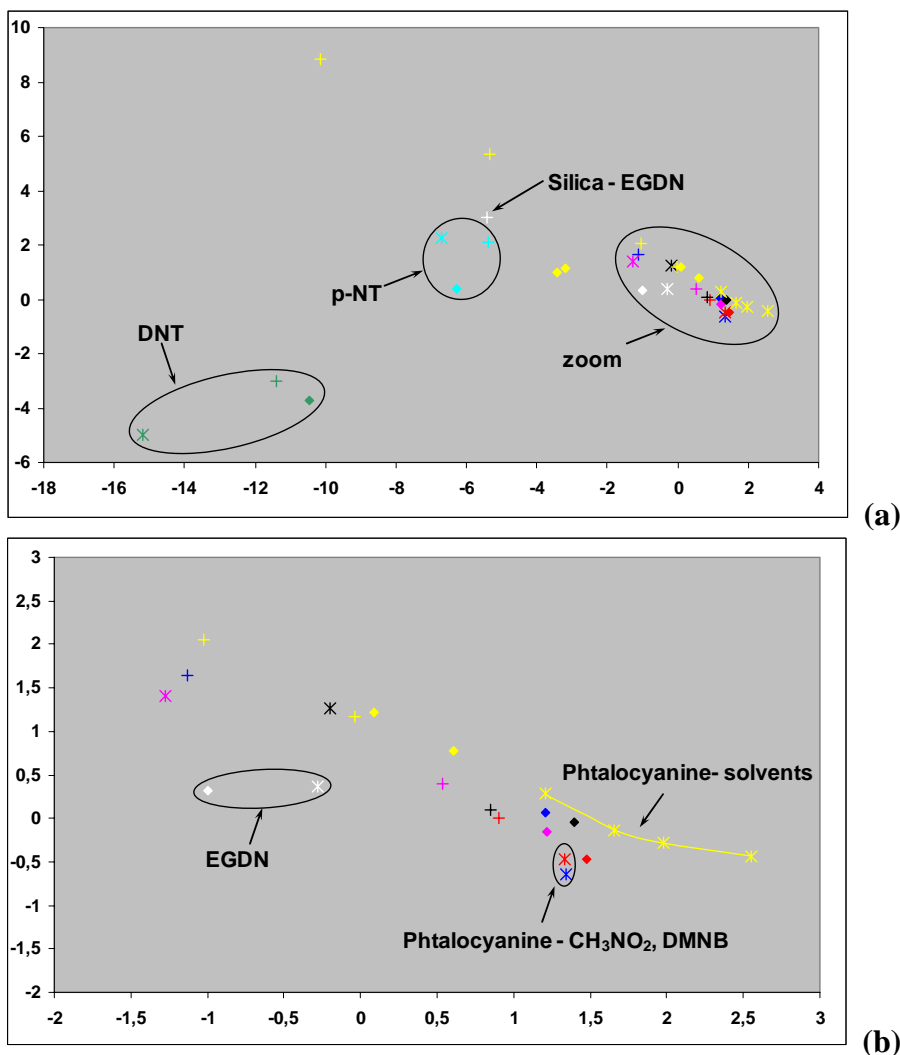 10
8
6
Silica - EGDN
4
2
p-NT
0
DNT
zoom
-2
-4
-6
-18 -16 -14 -12 -10 -8 -6 -4 -2 0 2 4
(a)
3
2,5
2
1,5
1
Phtalocyanine- solvents
0,5
0
EGDN
-0,5
-1
Phtalocyanine - CH₃NO₂, DMNB
-1,5
-2
-2 -1,5 -1 -0,5 0 0,5 1 1,5 2 2,5 3
(b)